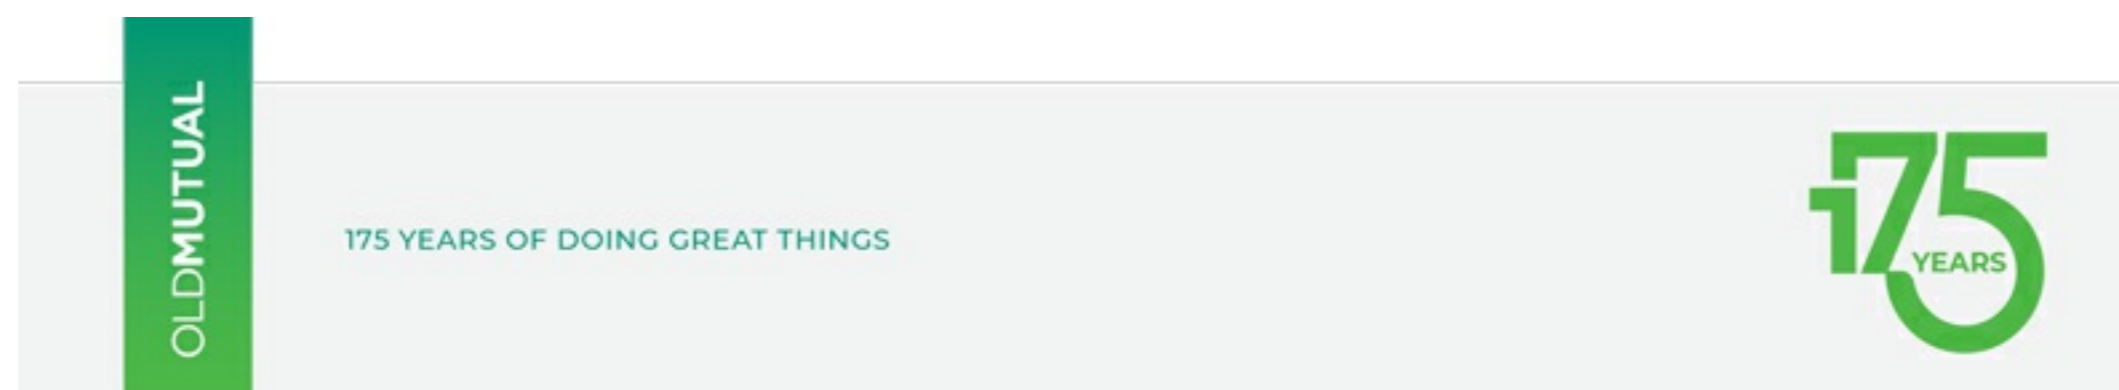 OLDMUTUAL
175 YEARS OF DOING GREAT THINGS
175
YEARS